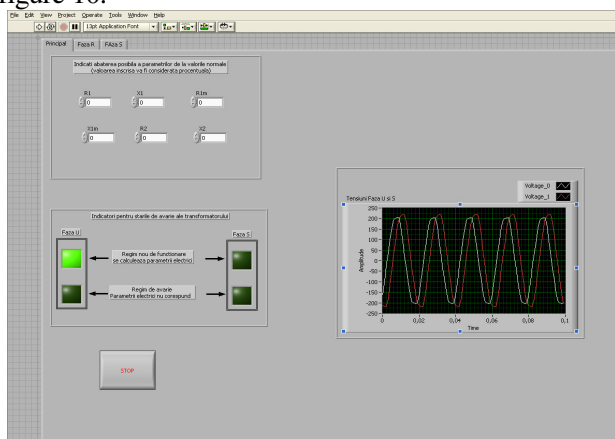 igure 10.
File Edit View Project Operate Tools Window Help
13pt Application Font
Principal Faza R FAza S
Indicati abaterea posibila a parametrilor de la valorile normale
(valoarea inscrisa va fi considerata procentuala)
R1 X1 R1m
0 0 0
X1m R2 X2
0 0 0
Voltage_0
Voltage_1
Tensiuni Faza U si S
250
200
150
100
50
0
-50
-100
-150
-200
-250
Amplitude
0 0,02 0,04 0,06 0,08 0,1
Time
Indicatori pentru starile de avarie ale transformatorului
Faza U Faza S
Regim nou de functionare
se calculeaza parametrii electrici
Regim de avarie
Parametrii electrici nu corespund
STOP